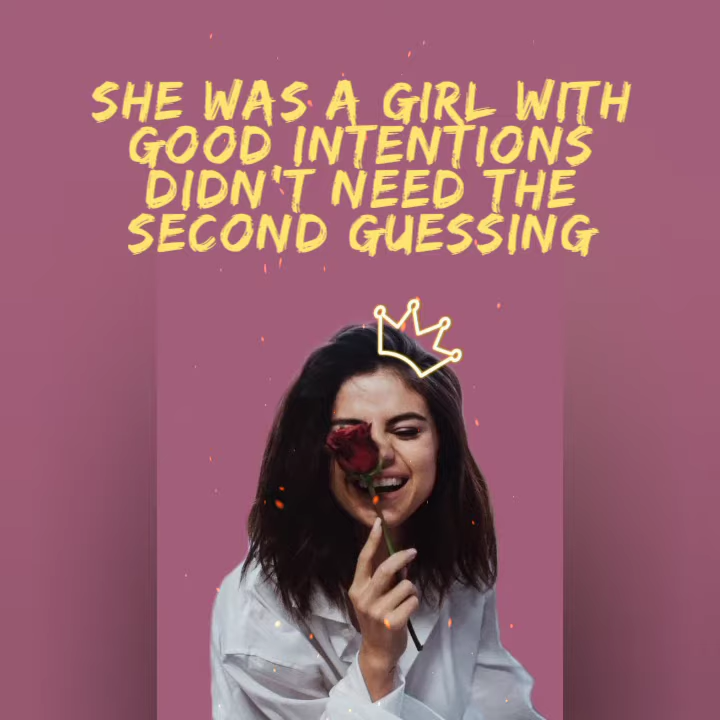 SHE WAS A GIRL WITH
GOOD INTENTIONS
DIDN'T NEED THE
SECOND GUESSING